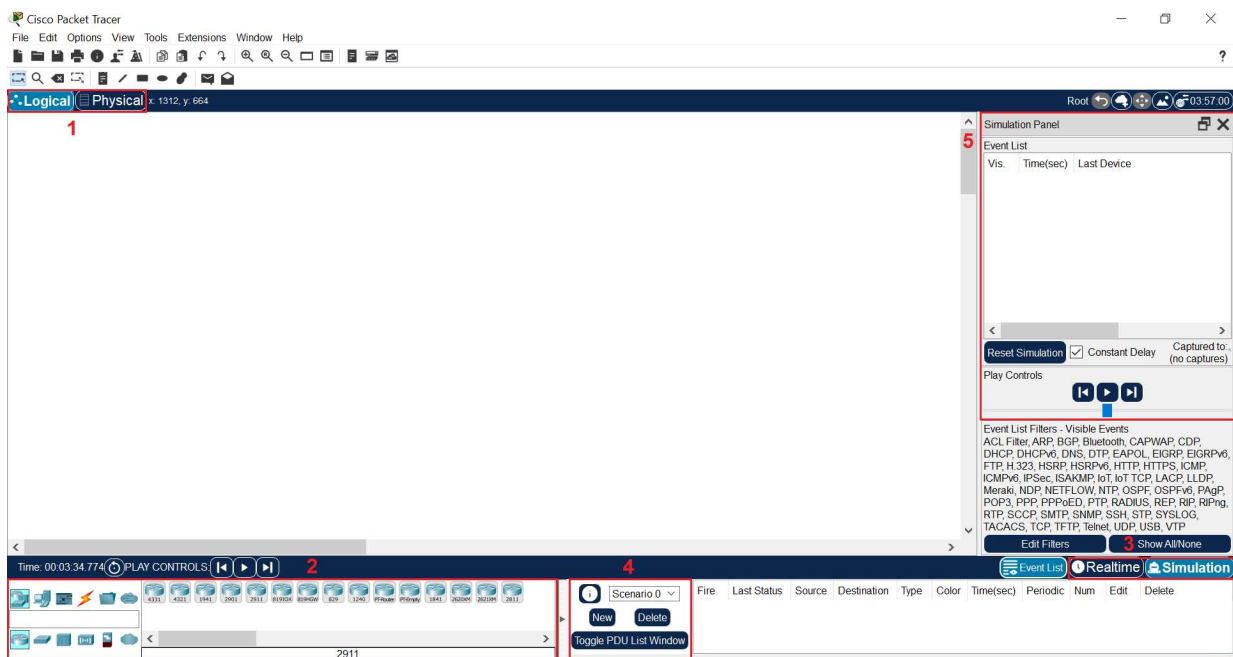 Cisco Packet Tracer
File Edit Options View Tools Extensions Window Help
?
Logical Physical x: 1312, y: 664
Root 03:57:00
1
5
Simulation Panel
Event List
Vis. Time(sec) Last Device
Reset Simulation Constant Delay Captured to:
(no captures)
Play Controls
Event List Filters - Visible Events
ACL Filter, ARP, BGP, Bluetooth, CAPWAP, CDP,
DHCP, DHCPv6, DNS, DTP, EAPOL, EIGRP, EIGRPv6,
FTP, H.323, HSRP, HSRPv6, HTTP, HTTPS, ICMP,
ICMPv6, IPSec, ISAKMP, IoT, IoT TCP, LACP, LLDP,
Meraki, NDP, NETFLOW, NTP, OSPF, OSPFv6, PAgP,
POP3, PPP, PPPoED, PTP, RADIUS, REP, RIP, RIPng,
RTP, SCCP, SMTP, SNMP, SSH, STP, SYSLOG,
TACACS, TCP, TFTP, Telnet, UDP, USB, VTP
Edit Filters 3 Show All/None
Time: 00:03:34.774 PLAY CONTROLS: 2 4 Event List Realtime Simulation
4331 4321 1941 2901 2911 819IOX 819HGW 829 1240 PT-Router PT-Empty 1841 2620XM 2621XM 2811
2911
Scenario 0
New Delete
Toggle PDU List Window
Fire Last Status Source Destination Type Color Time(sec) Periodic Num Edit Delete